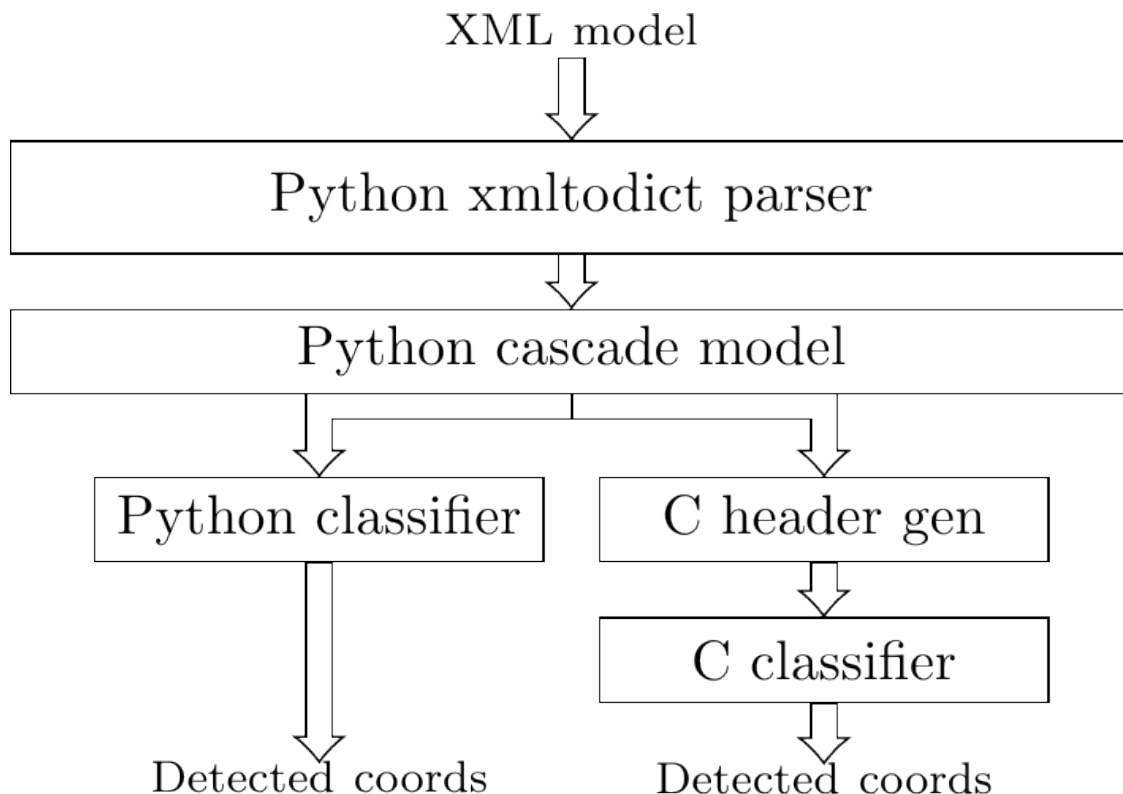 XML model
Python xmltodict parser
Python cascade model
Python classifier
C header gen
C classifier
Detected coords
Detected coords